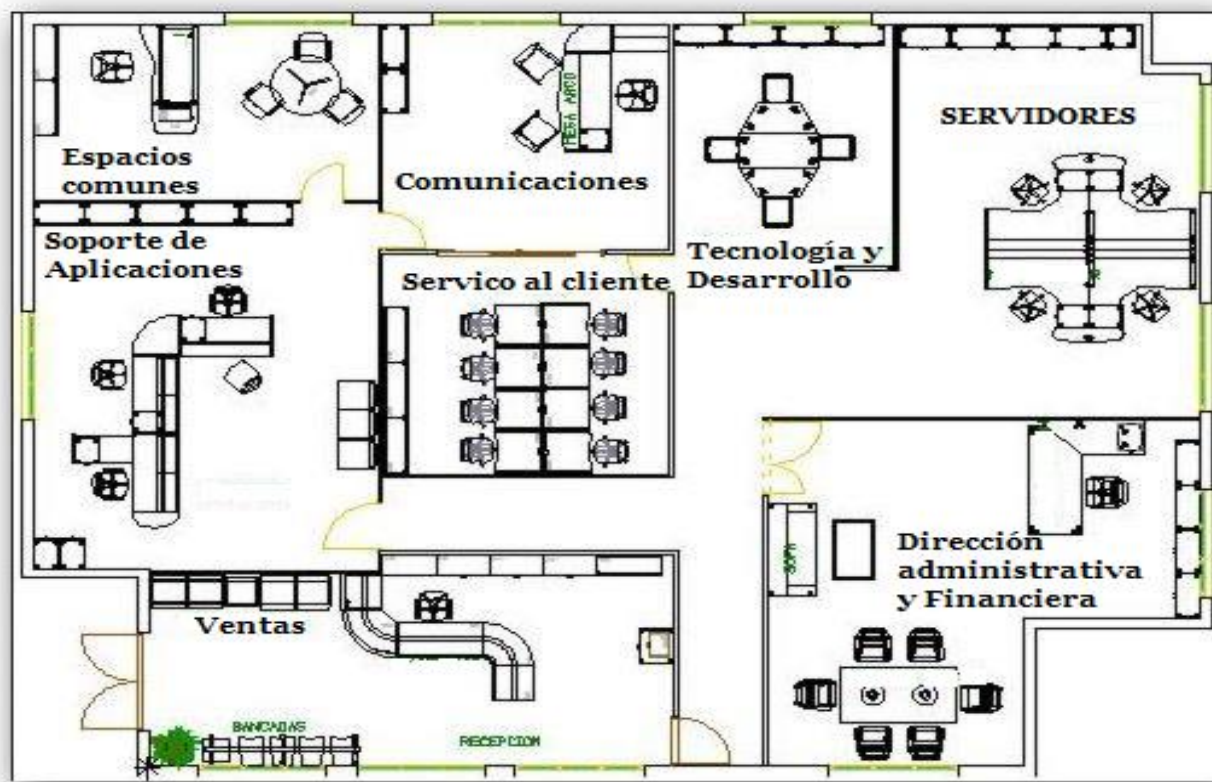 SERVIDORES
MESA ARCO
Espacios
comunes
Comunicaciones
Soporte de
Aplicaciones
Servico al cliente
Tecnología y
Desarrollo
Dirección
administrativa
y Financiera
SOFA
Ventas
BANCADAS
RECEPCION